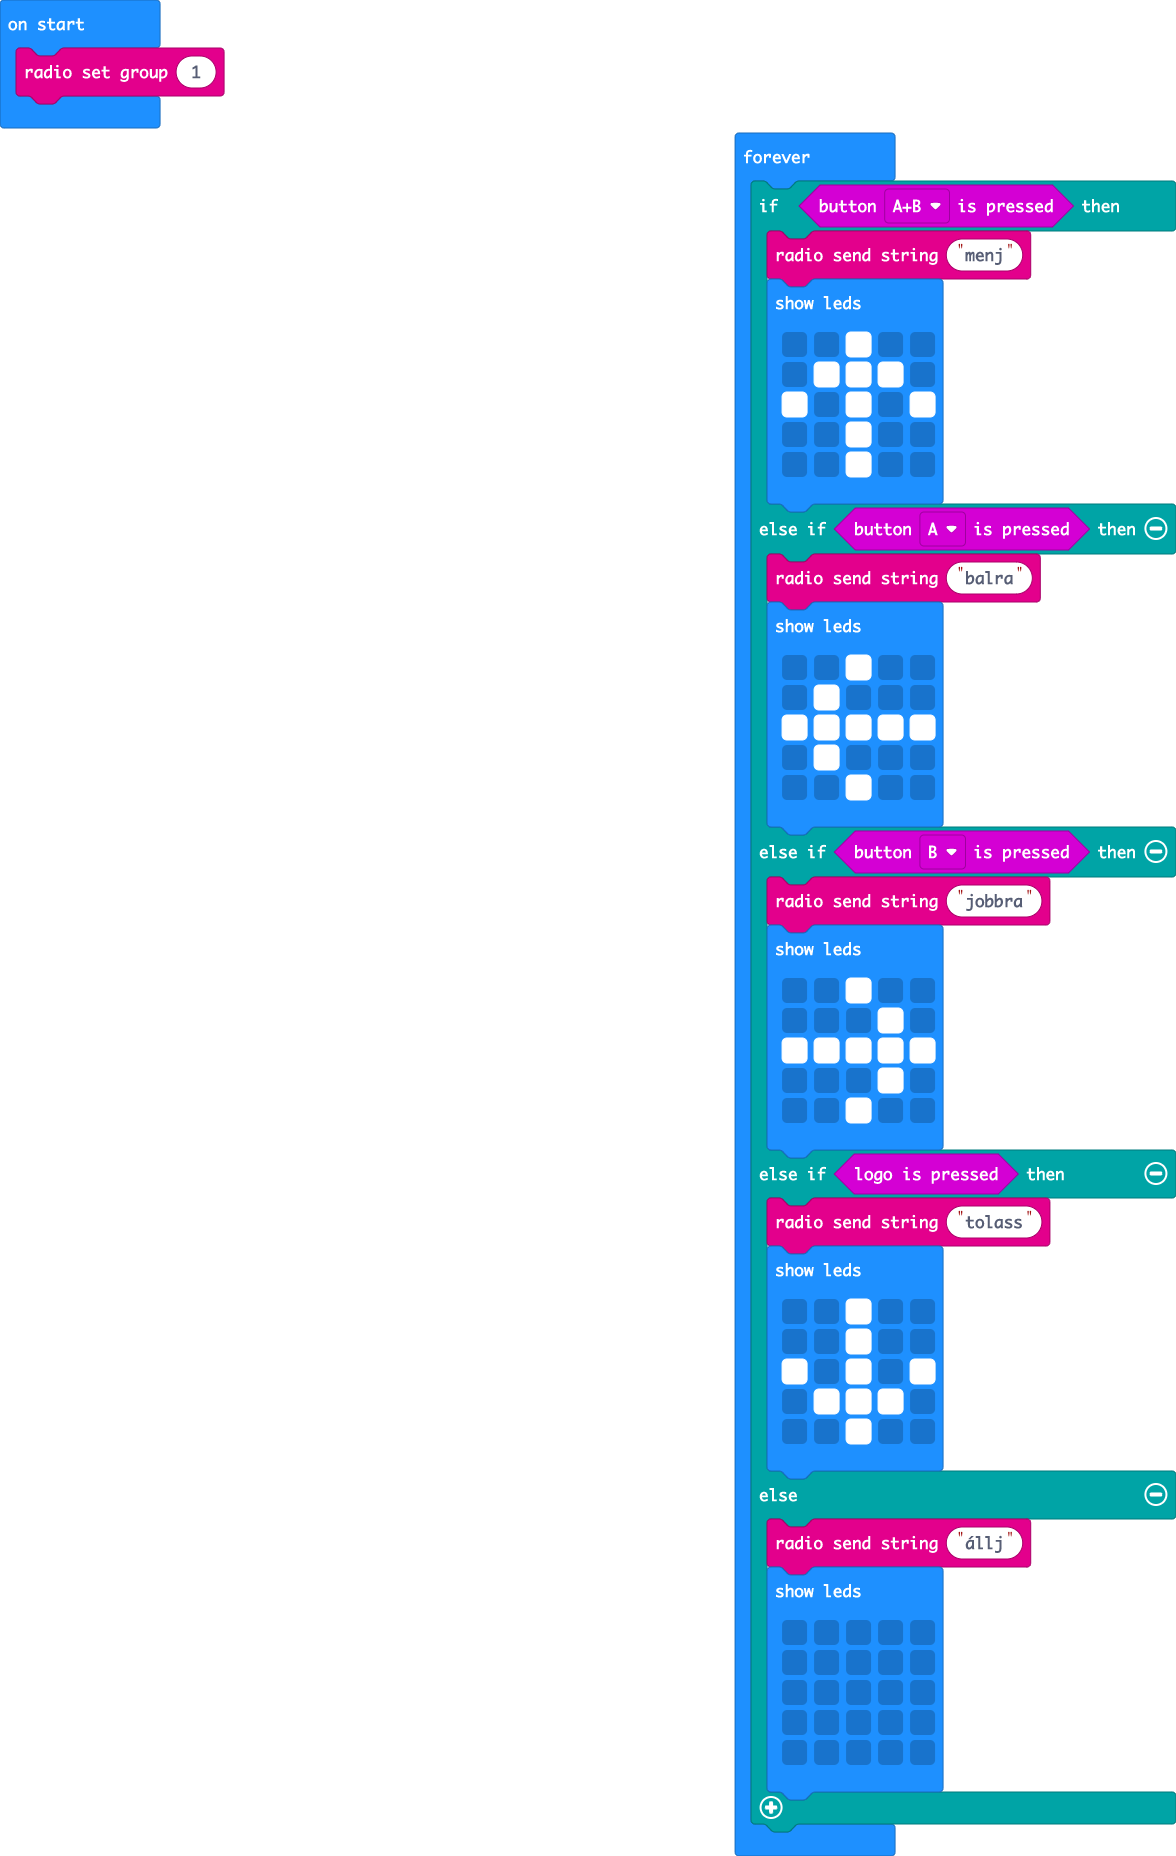 on start
radio set group 1
forever
if button A+B is pressed then
radio send string "menj"
show leds
else if button A is pressed then
radio send string "balra"
show leds
else if button B is pressed then
radio send string "jobbra"
show leds
else if logo is pressed then
radio send string "tolass"
show leds
else
radio send string "állj"
show leds